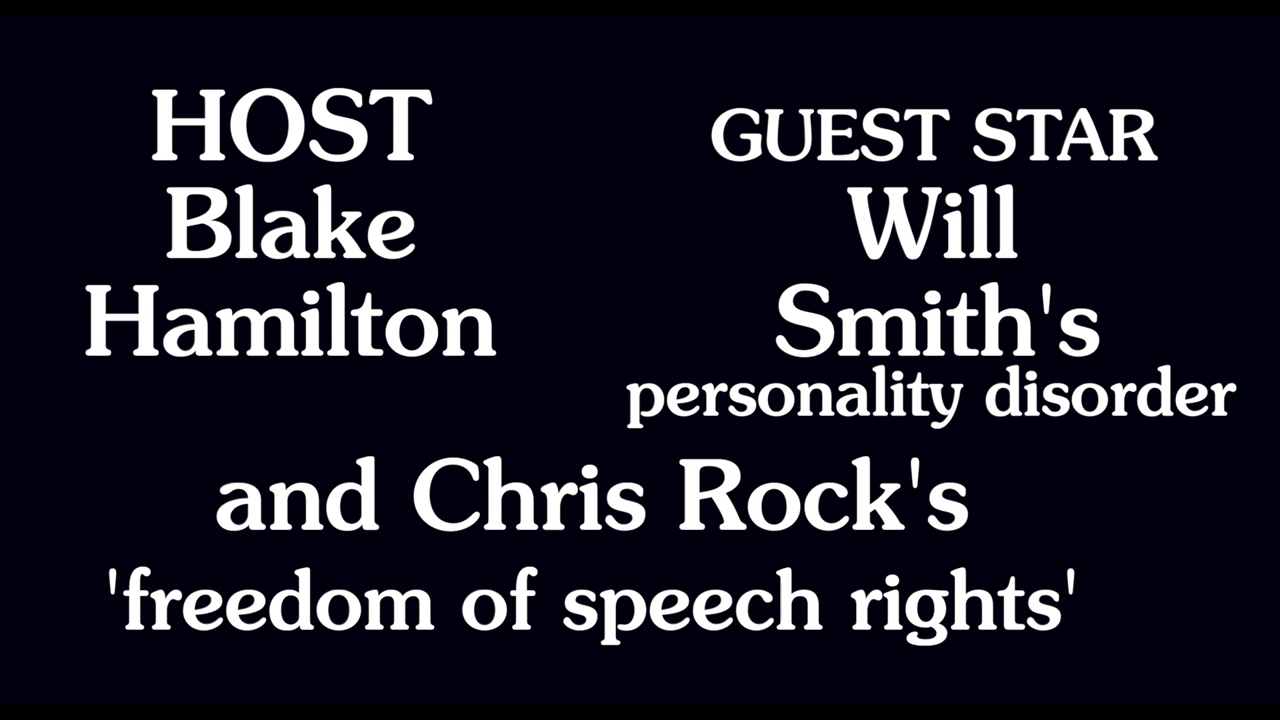 HOST
Blake
Hamilton
GUEST STAR
Will
Smith's
personality disorder
and Chris Rock's
'freedom of speech rights'